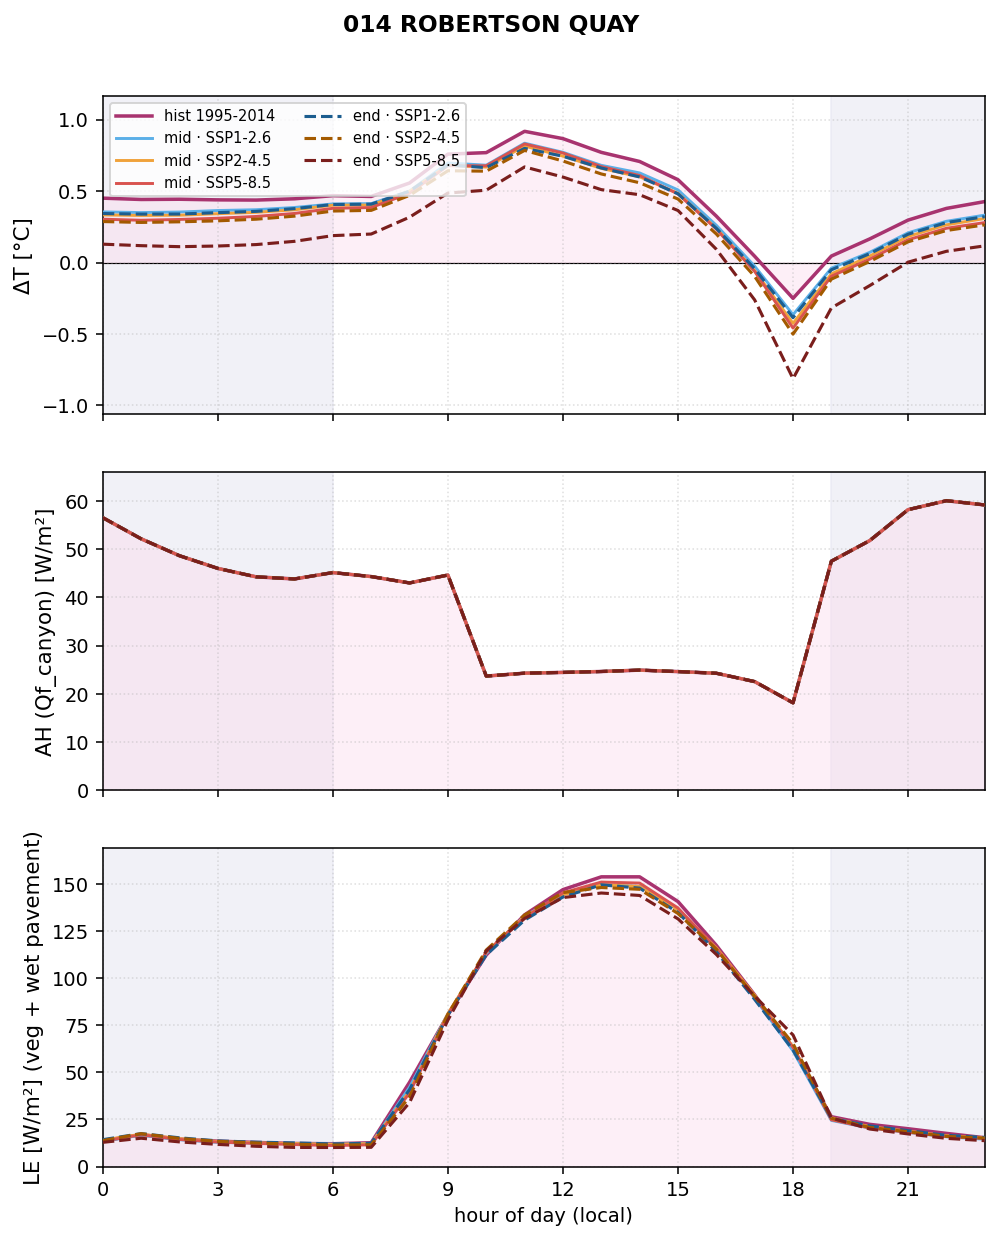 014 ROBERTSON QUAY
hist 1995-2014
mid · SSP1-2.6
mid · SSP2-4.5
mid · SSP5-8.5
end · SSP1-2.6
end · SSP2-4.5
end · SSP5-8.5
ΔT [°C]
1.0
0.5
0.0
−0.5
−1.0
AH (Qf_canyon) [W/m²]
60
50
40
30
20
10
0
LE [W/m²] (veg + wet pavement)
150
125
100
75
50
25
0
0 3 6 9 12 15 18 21
hour of day (local)